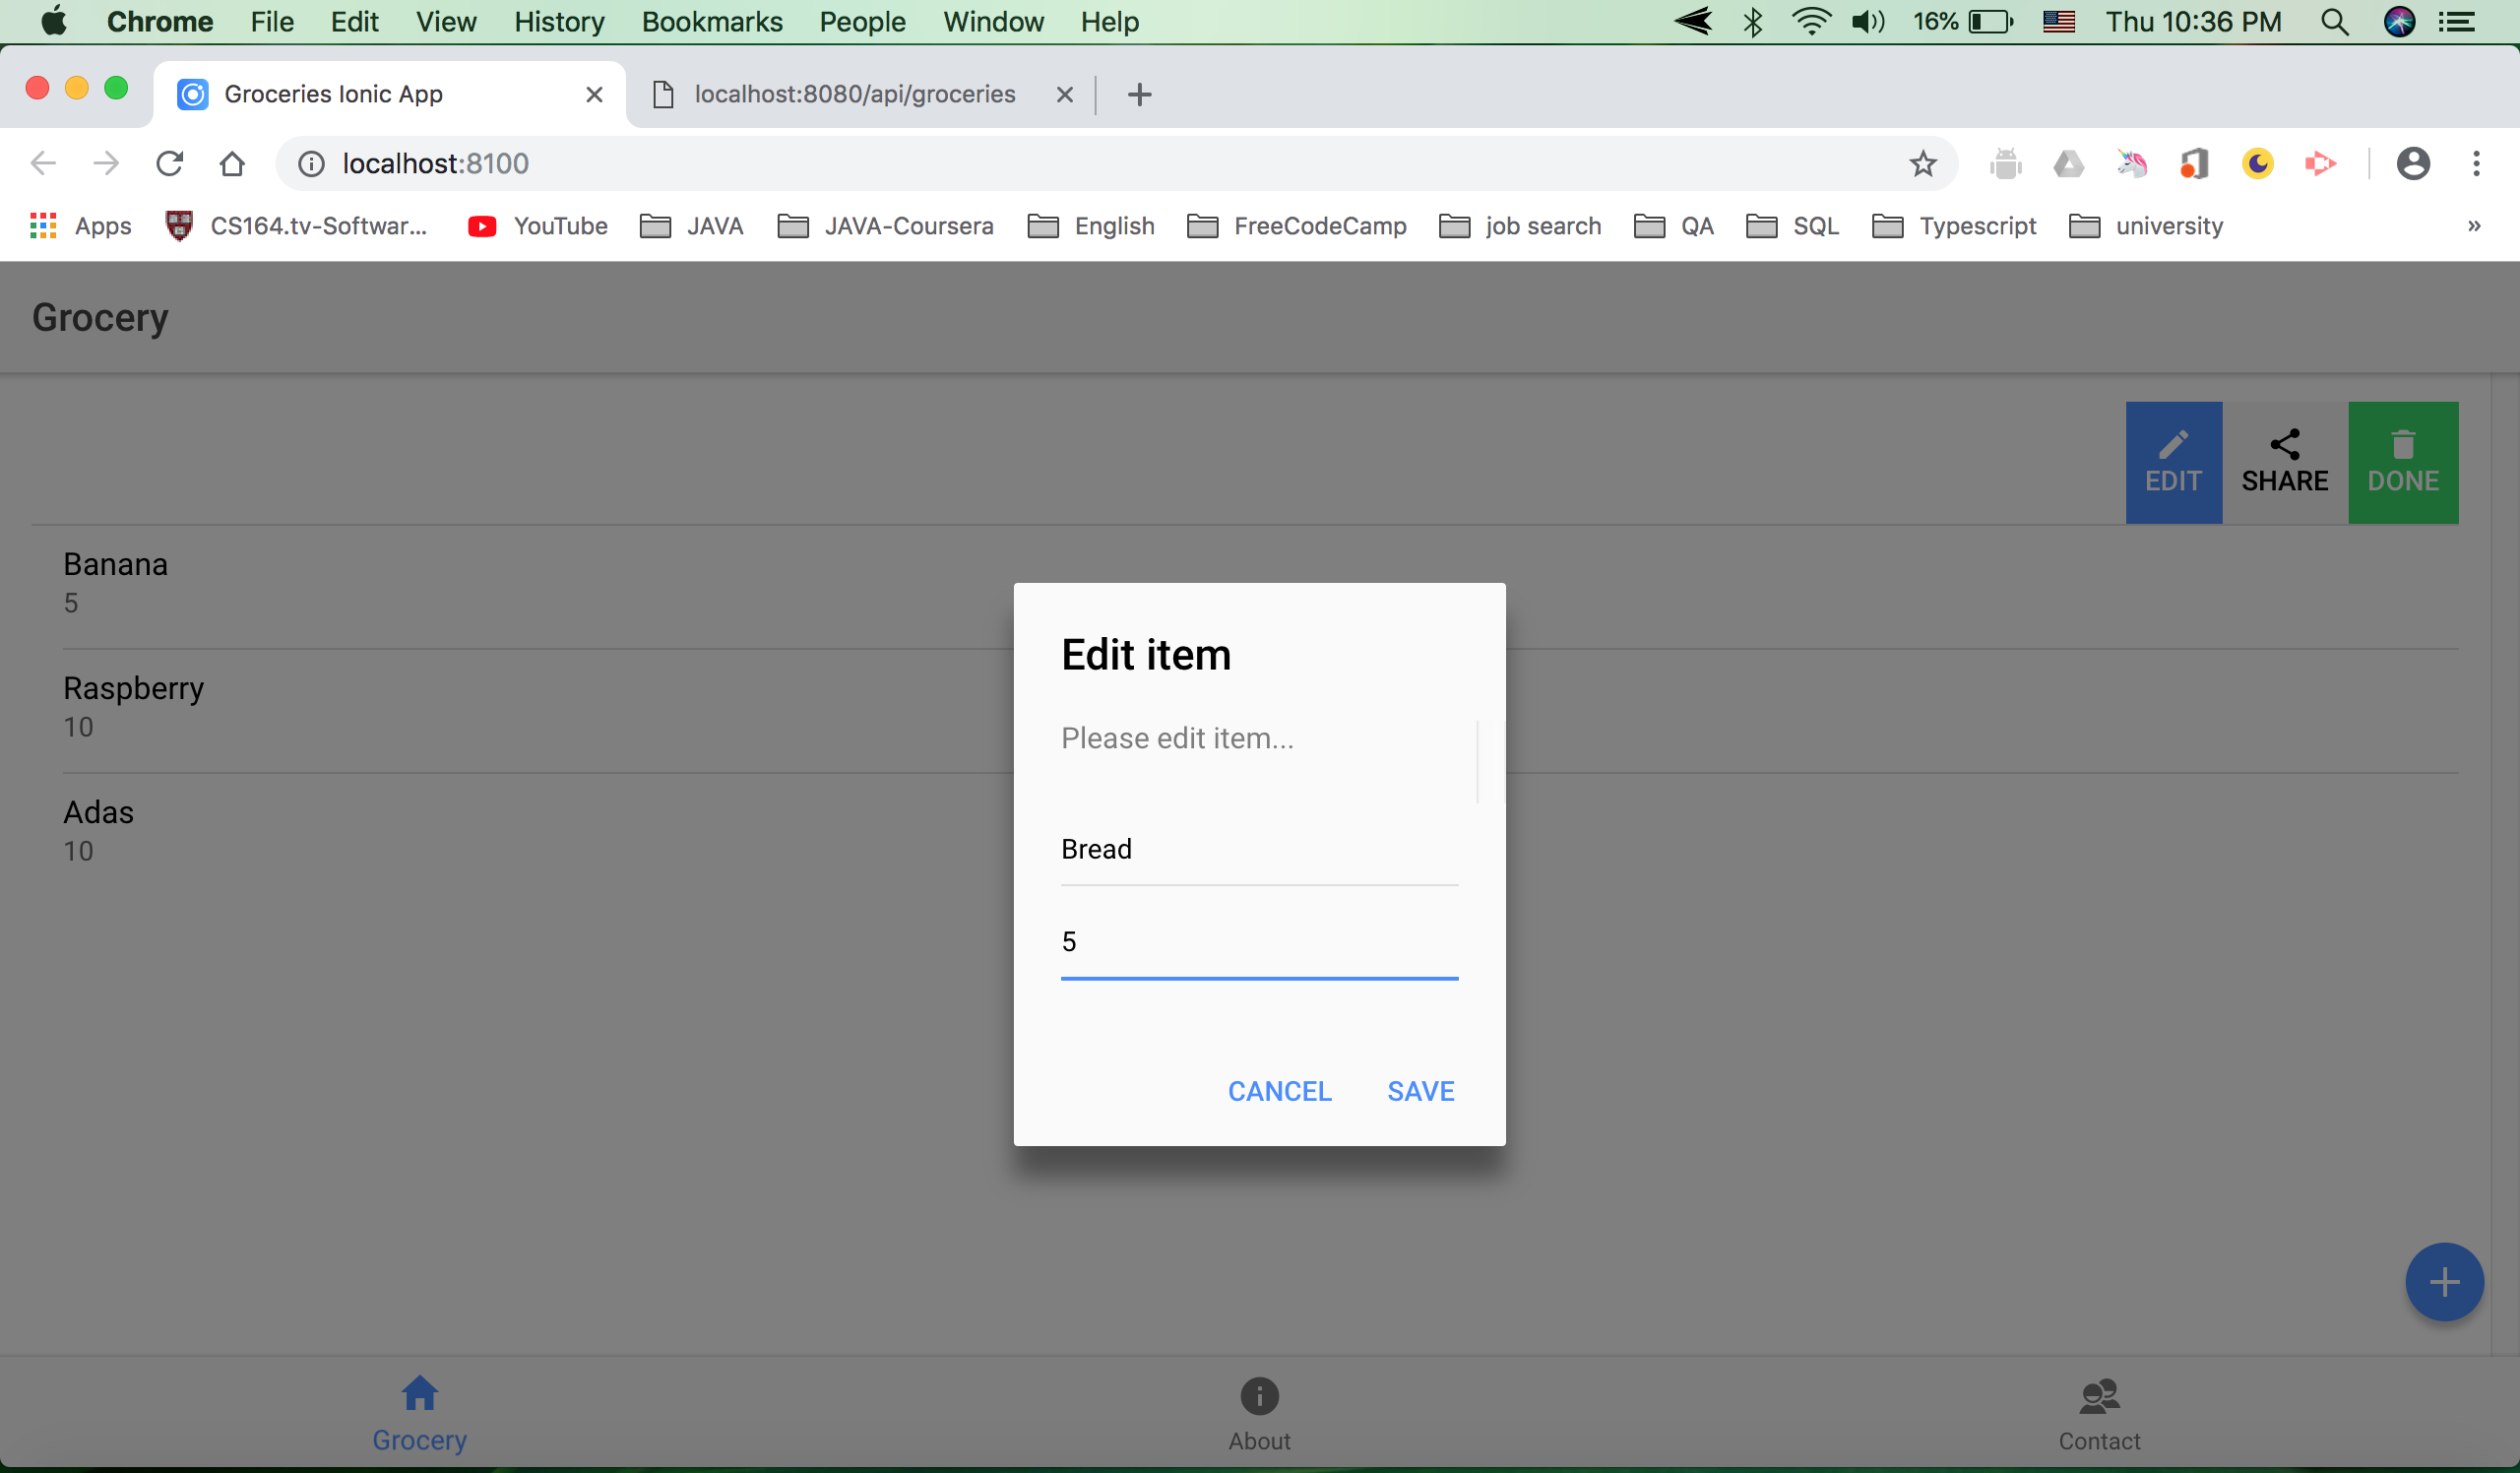 Chrome File Edit View History Bookmarks People Window Help 16% Thu 10:36 PM
Groceries Ionic App localhost:8080/api/groceries
localhost:8100
Apps CS164.tv-Softwar... YouTube JAVA JAVA-Coursera English FreeCodeCamp job search QA SQL Typescript university »
Grocery
EDIT SHARE DONE
Banana
5
Raspberry
10
Adas
10
Edit item
Please edit item...
Bread
5
CANCEL SAVE
Grocery About Contact